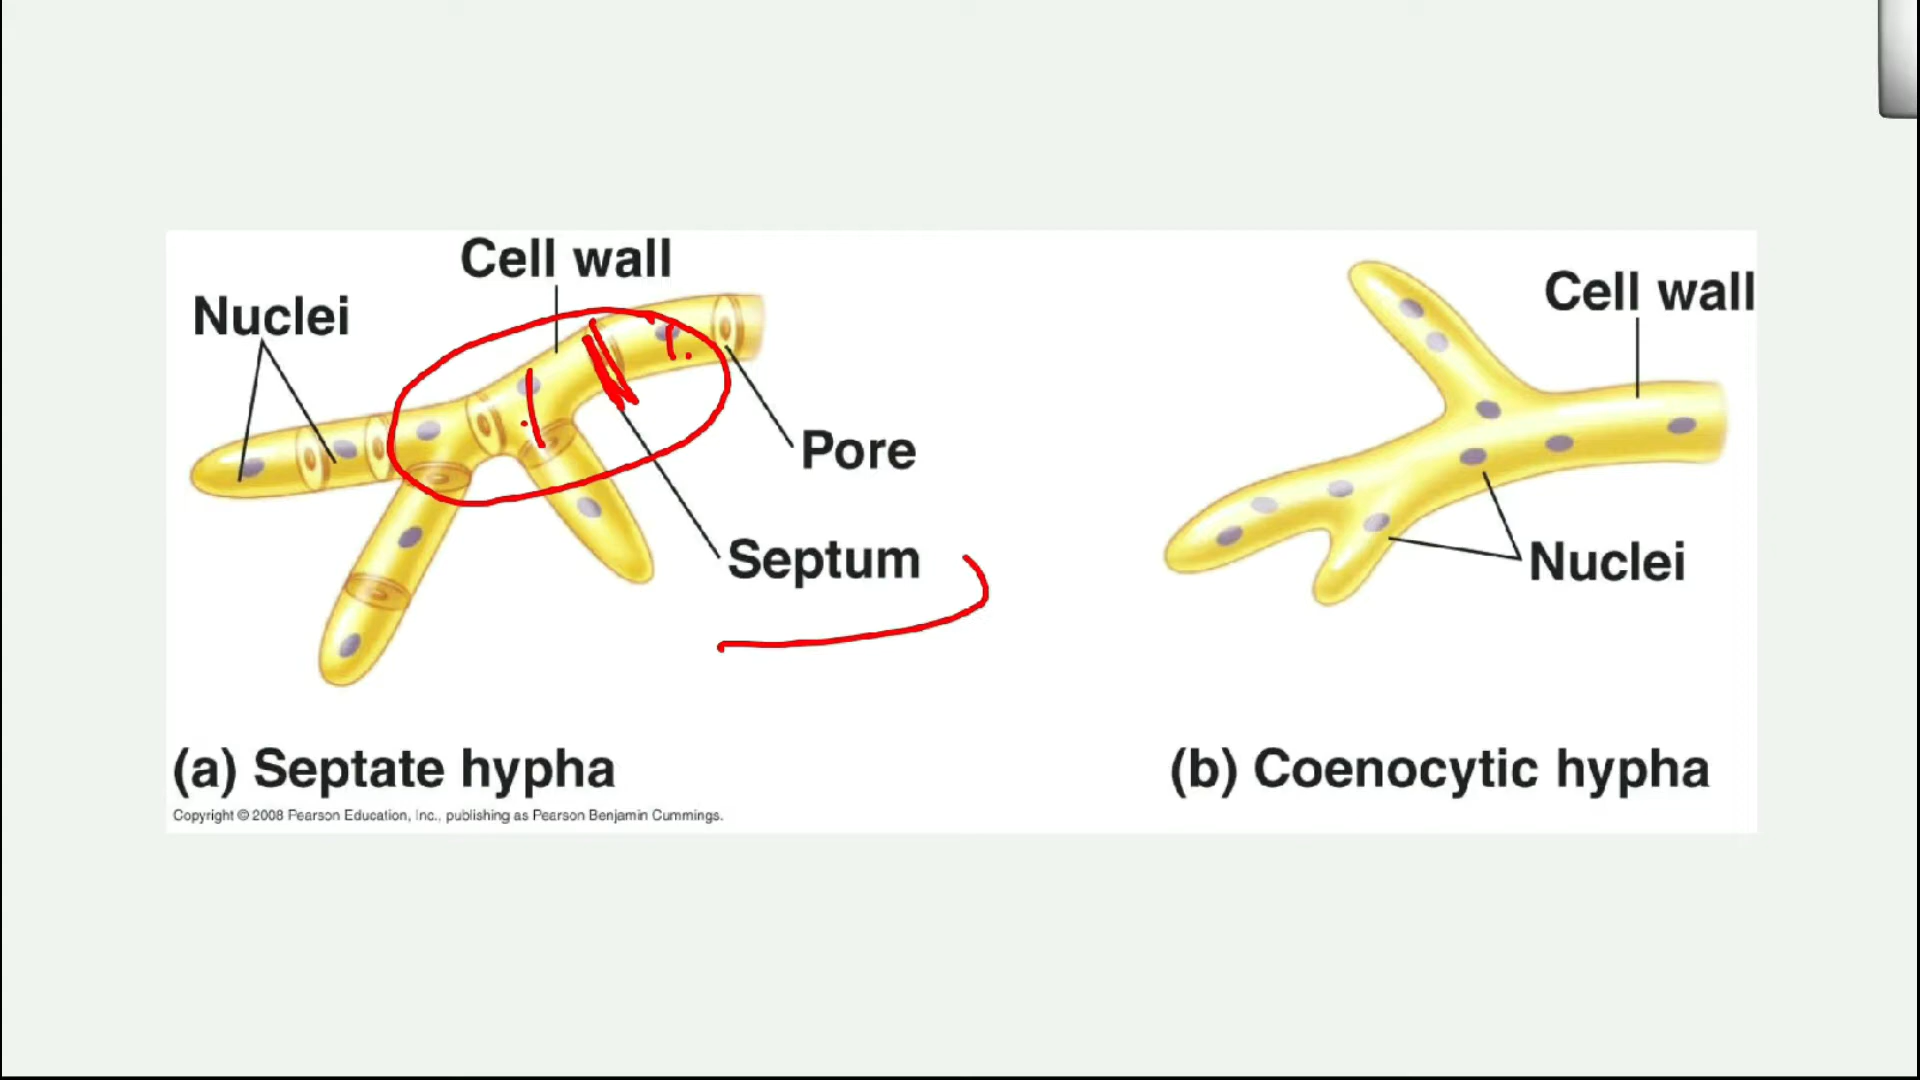 Cell wall
Nuclei
Pore
Septum
(a) Septate hypha
Copyright © 2008 Pearson Education, Inc., publishing as Pearson Benjamin Cummings.
Cell wall
Nuclei
(b) Coenocytic hypha